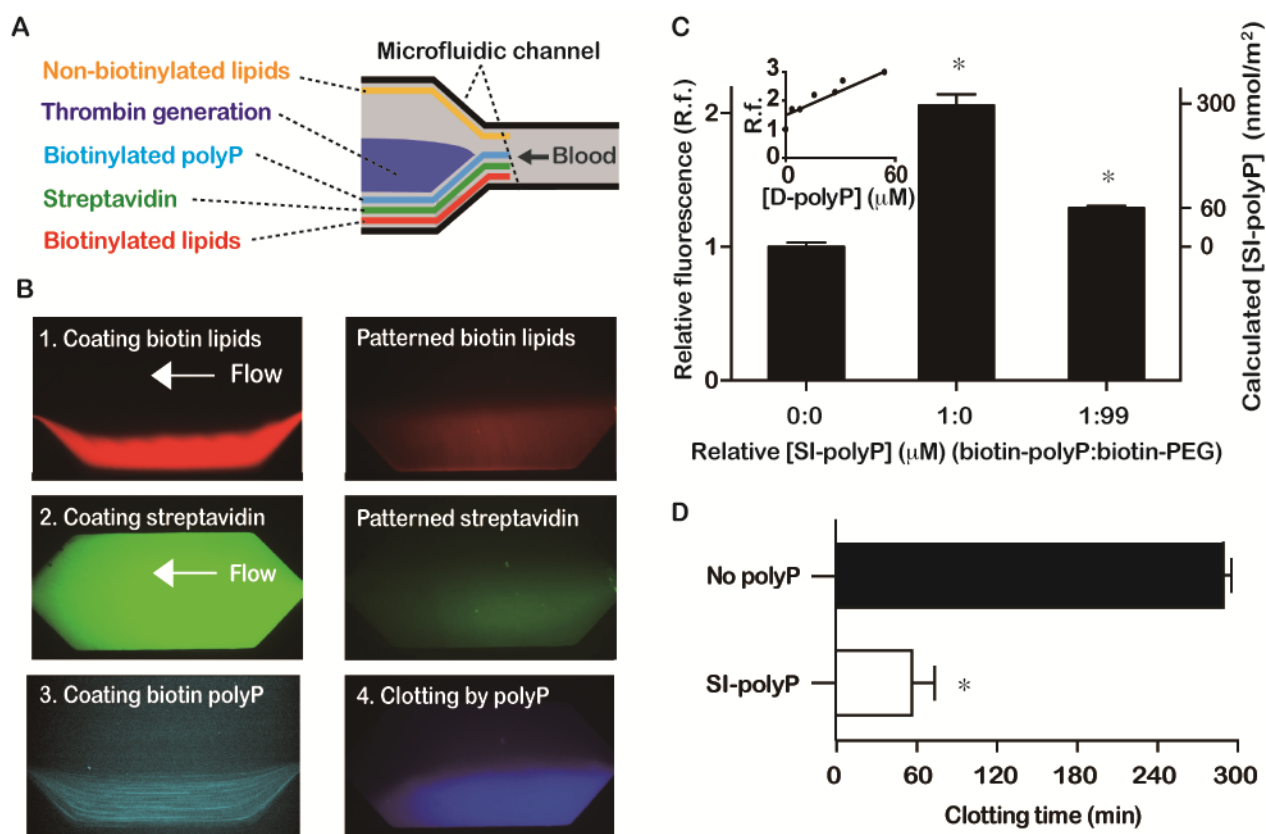 A
Microfluidic channel
Non-biotinylated lipids
Thrombin generation
Biotinylated polyP
Blood
Streptavidin
Biotinylated lipids
B
1. Coating biotin lipids
Flow
Patterned biotin lipids
2. Coating streptavidin
Flow
Patterned streptavidin
3. Coating biotin polyP
4. Clotting by polyP
C
Relative fluorescence (R.f.)
2
1
0
R.f.
3
2
1
0
0
60
[D-polyP] (μM)
*
*
300
60
0
Calculated [SI-polyP] (nmol/m²)
0:0
1:0
1:99
Relative [SI-polyP] (μM) (biotin-polyP:biotin-PEG)
D
No polyP
SI-polyP
*
0
60
120
180
240
300
Clotting time (min)